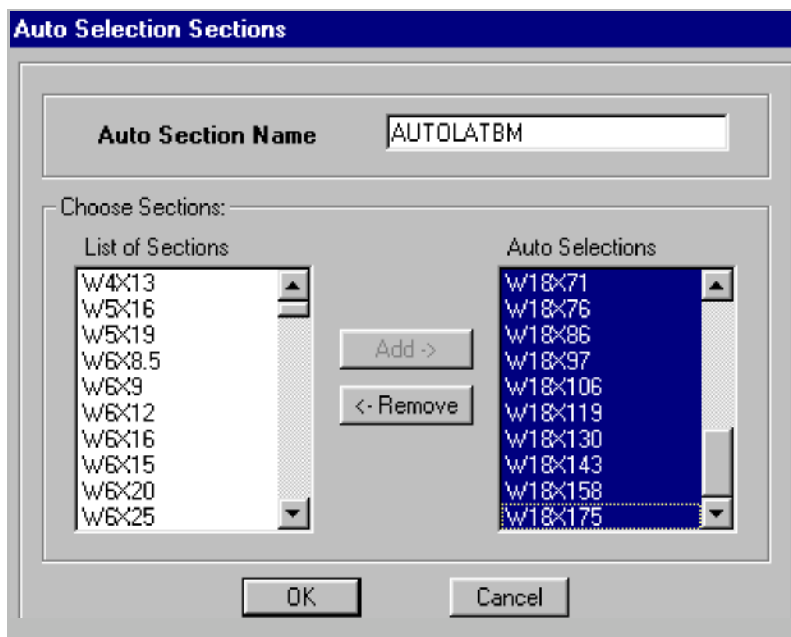 Auto Selection Sections
Auto Section Name
AUTOLATBM
Choose Sections:
List of Sections
W4X13
W5X16
W5X19
W6X8.5
W6X9
W6X12
W6X16
W6X15
W6X20
W6X25
Add ->
<- Remove
Auto Selections
W18X71
W18X76
W18X86
W18X97
W18X106
W18X119
W18X130
W18X143
W18X158
W18X175
OK
Cancel